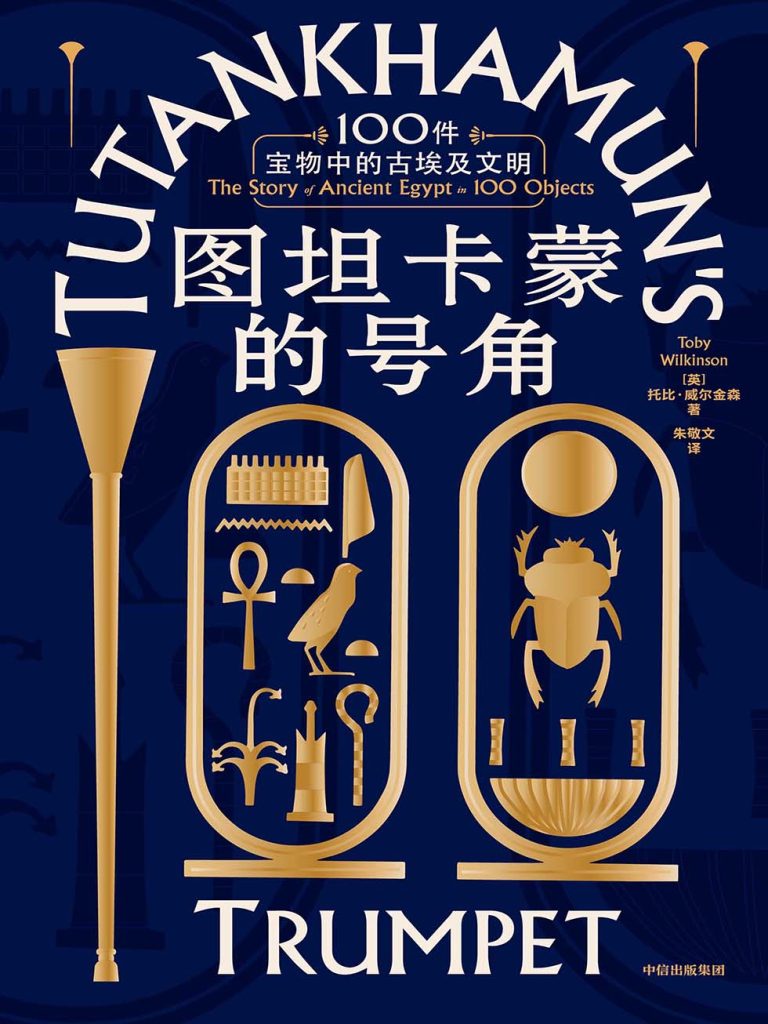 TUTANKHAMUN'S
100件
宝物中的古埃及文明
The Story of Ancient Egypt in 100 Objects
图坦卡蒙
的号角
Toby
Wilkinson
[英]
托比·威尔金森
著
朱敬文
译
TRUMPET
中信出版集团